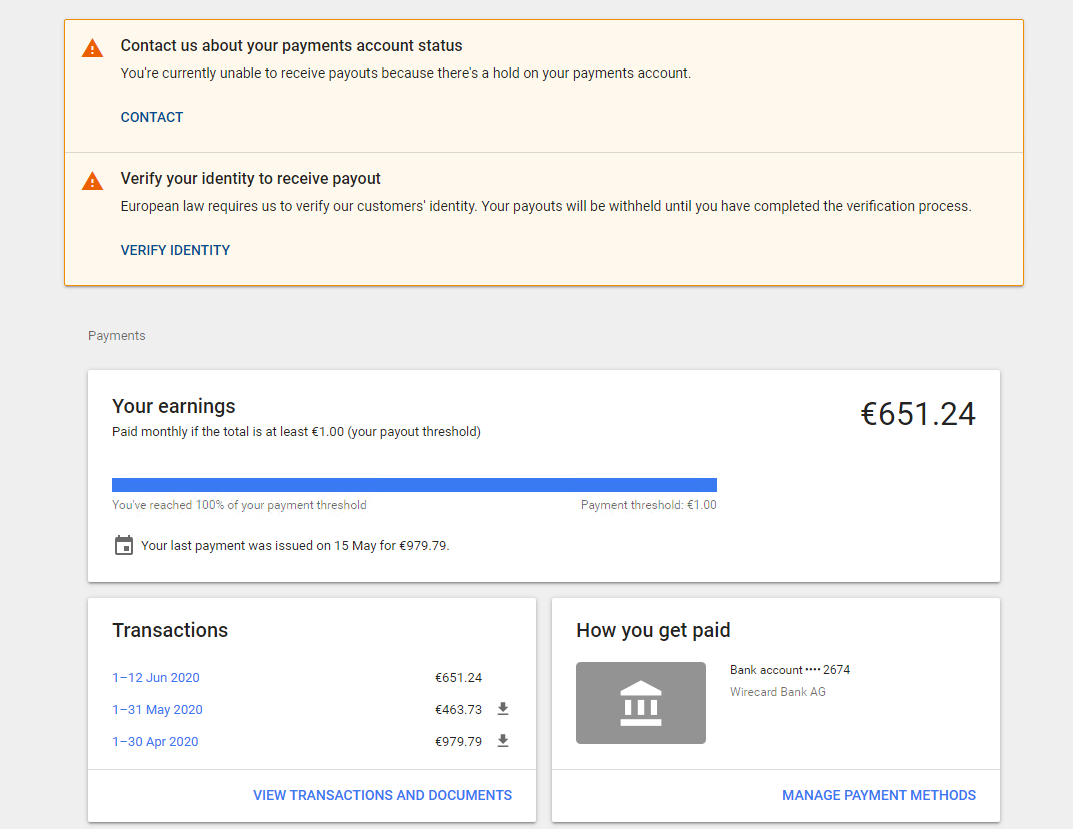 Contact us about your payments account status
You're currently unable to receive payouts because there's a hold on your payments account.
CONTACT
Verify your identity to receive payout
European law requires us to verify our customers' identity. Your payouts will be withheld until you have completed the verification process.
VERIFY IDENTITY
Payments
Your earnings
€651.24
Paid monthly if the total is at least €1.00 (your payout threshold)
You've reached 100% of your payment threshold
Payment threshold: €1.00
Your last payment was issued on 15 May for €979.79.
Transactions
1–12 Jun 2020 €651.24
1–31 May 2020 €463.73
1–30 Apr 2020 €979.79
VIEW TRANSACTIONS AND DOCUMENTS
How you get paid
Bank account •••• 2674
Wirecard Bank AG
MANAGE PAYMENT METHODS